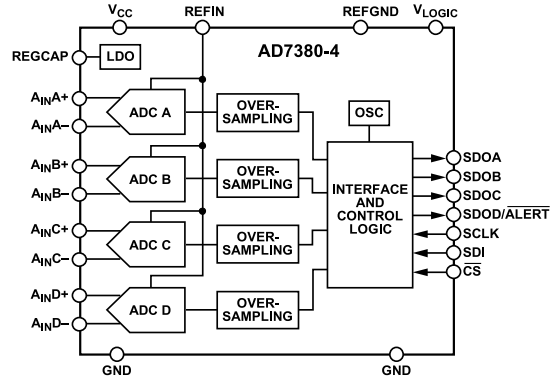 VCC REFIN REFGND VLOGIC
REGCAP
LDO
AD7380-4
AINA+
AINA−
ADC A
OVER-
SAMPLING
OSC
AINB+
AINB−
ADC B
OVER-
SAMPLING
AINC+
AINC−
ADC C
OVER-
SAMPLING
AIND+
AIND−
ADC D
OVER-
SAMPLING
INTERFACE
AND
CONTROL
LOGIC
SDOA
SDOB
SDOC
SDOD/ALERT
SCLK
SDI
CS
GND GND